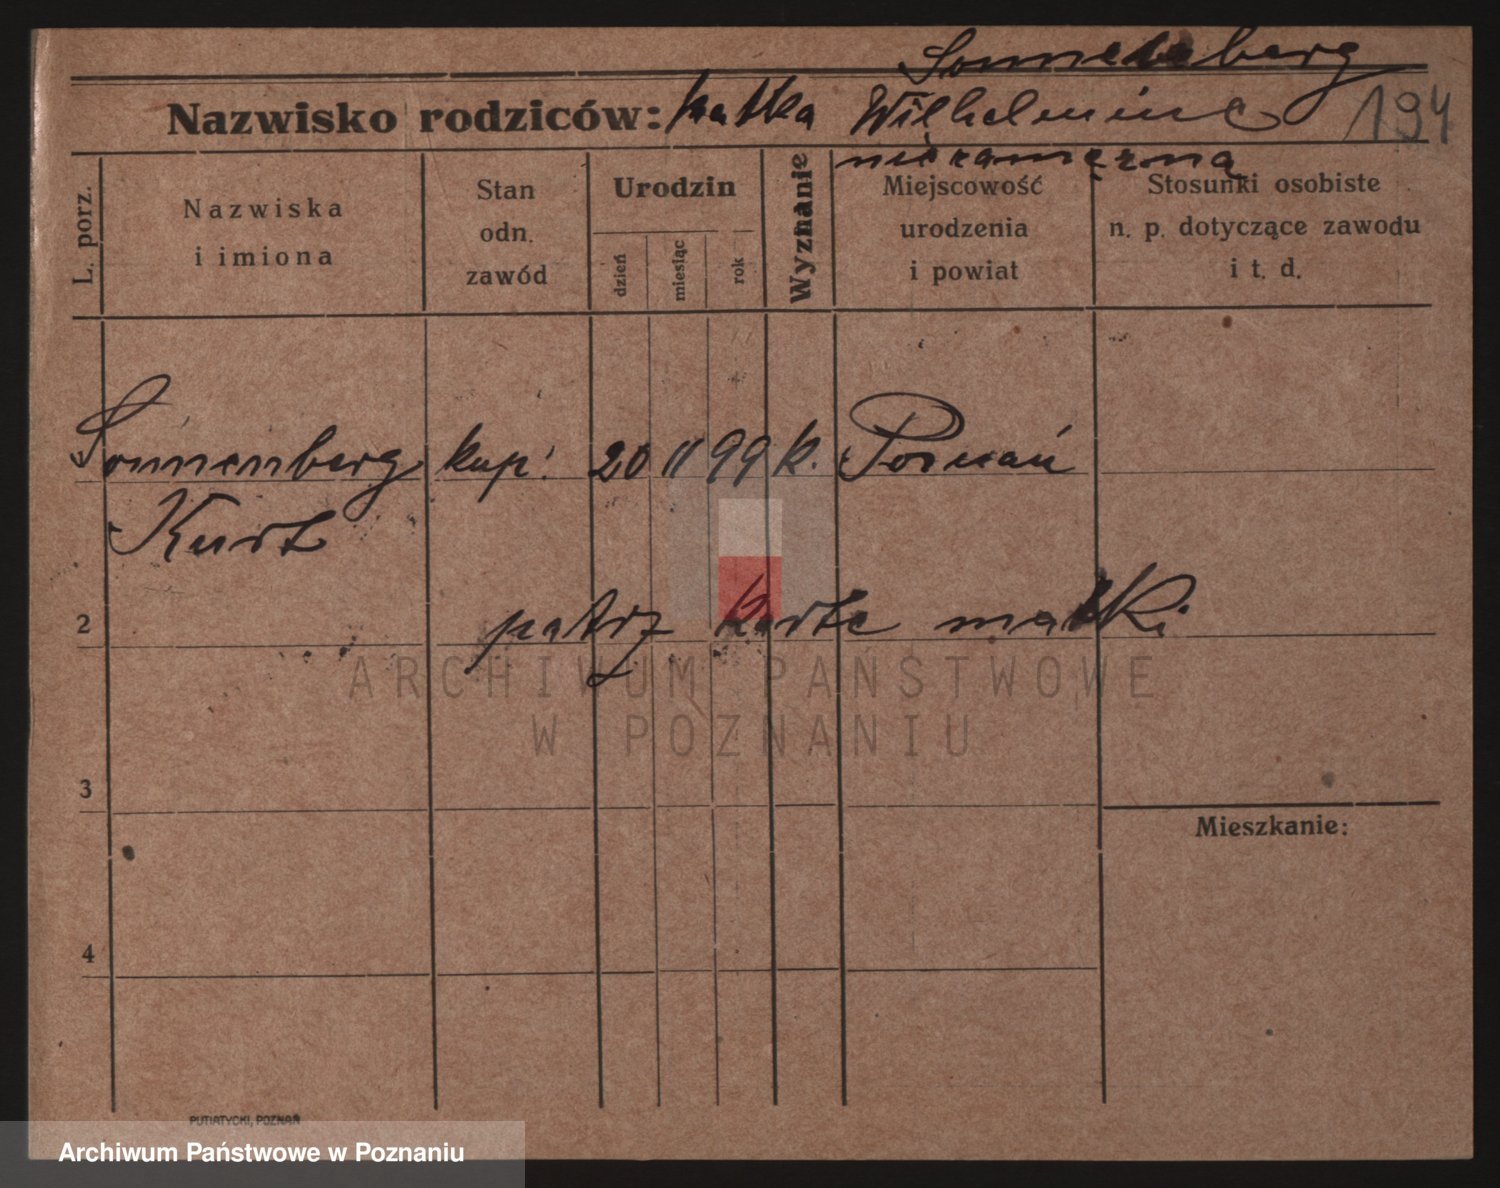 Sonnenberg
Nazwisko rodziców: matka Wilhelmine 194
niezamężna
L. porz.
Nazwiska
i imiona
Stan
odn.
zawód
Urodzin
dzień
miesiąc
rok
Wyznanie
Miejscowość
urodzenia
i powiat
Stosunki osobiste
n. p. dotyczące zawodu
i t. d.
Sonnenberg kup. 20 11 99 k. Poznań
Kurt
2
patrz kartę matki
ARCHIWUM PAŃSTWOWE
W POZNANIU
3
Mieszkanie:
4
PUTIATYCKI, POZNAŃ
Archiwum Państwowe w Poznaniu